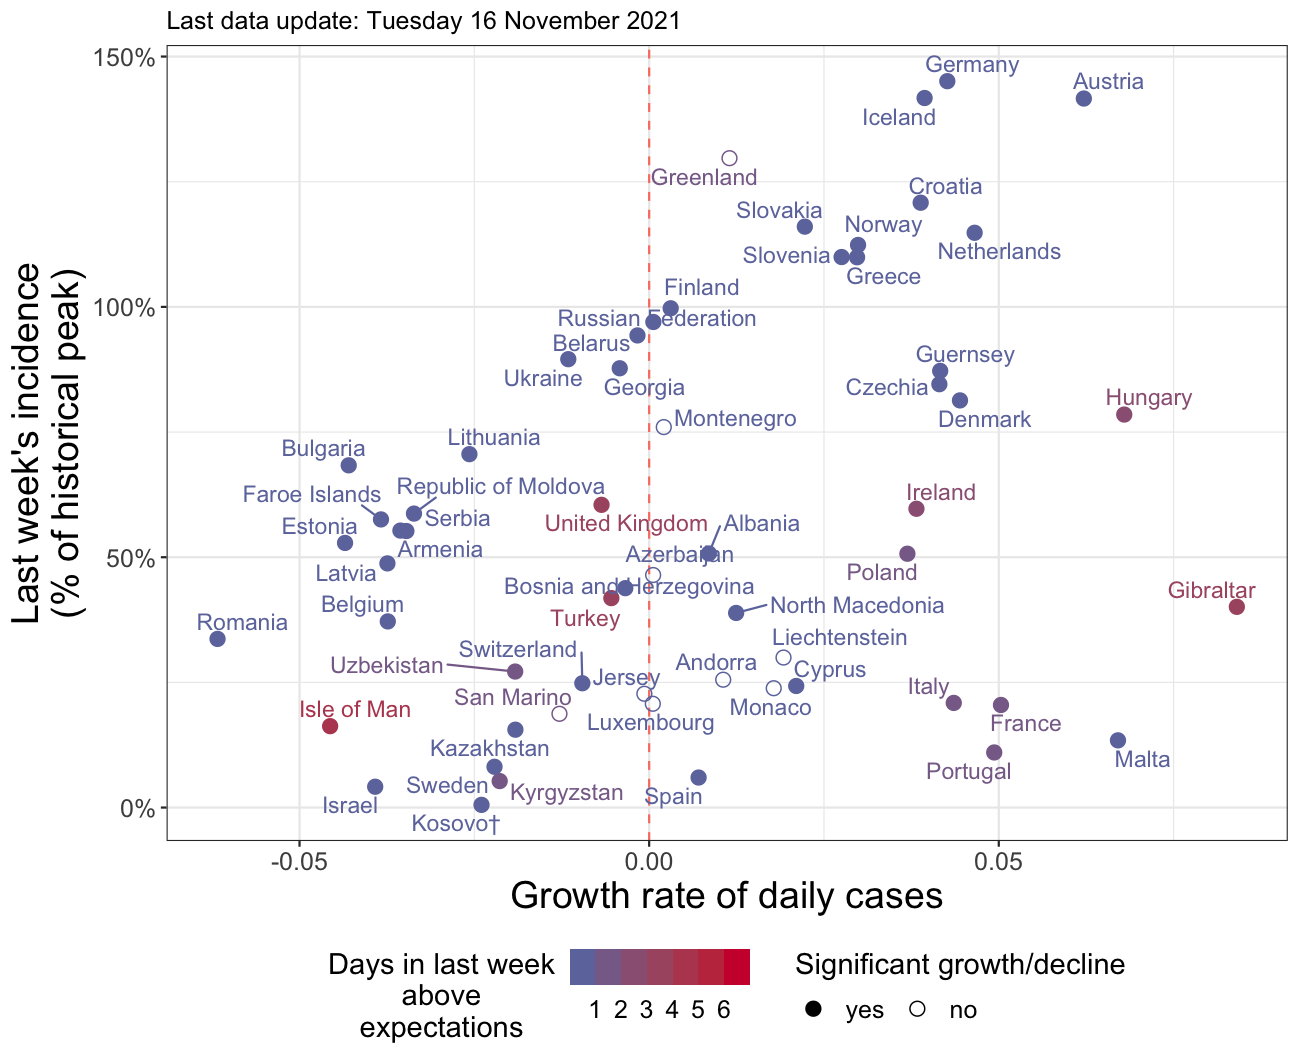 Last data update: Tuesday 16 November 2021
Last week's incidence
(% of historical peak)
150%
100%
50%
0%
Germany
Austria
Iceland
Greenland
Croatia
Slovakia
Norway
Netherlands
Slovenia
Greece
Finland
Russian Federation
Belarus
Ukraine
Georgia
Guernsey
Czechia
Denmark
Hungary
Montenegro
Lithuania
Bulgaria
Republic of Moldova
Faroe Islands
Serbia
Estonia
Armenia
Latvia
Belgium
Romania
United Kingdom
Albania
Azerbaijan
Bosnia and Herzegovina
Turkey
North Macedonia
Ireland
Poland
Gibraltar
Liechtenstein
Switzerland
Uzbekistan
Andorra
Cyprus
Jersey
San Marino
Monaco
Luxembourg
Italy
France
Isle of Man
Kazakhstan
Malta
Portugal
Sweden
Kyrgyzstan
Spain
Israel
Kosovo†
-0.05
0.00
0.05
Growth rate of daily cases
Days in last week
above
expectations
1 2 3 4 5 6
Significant growth/decline
yes
no